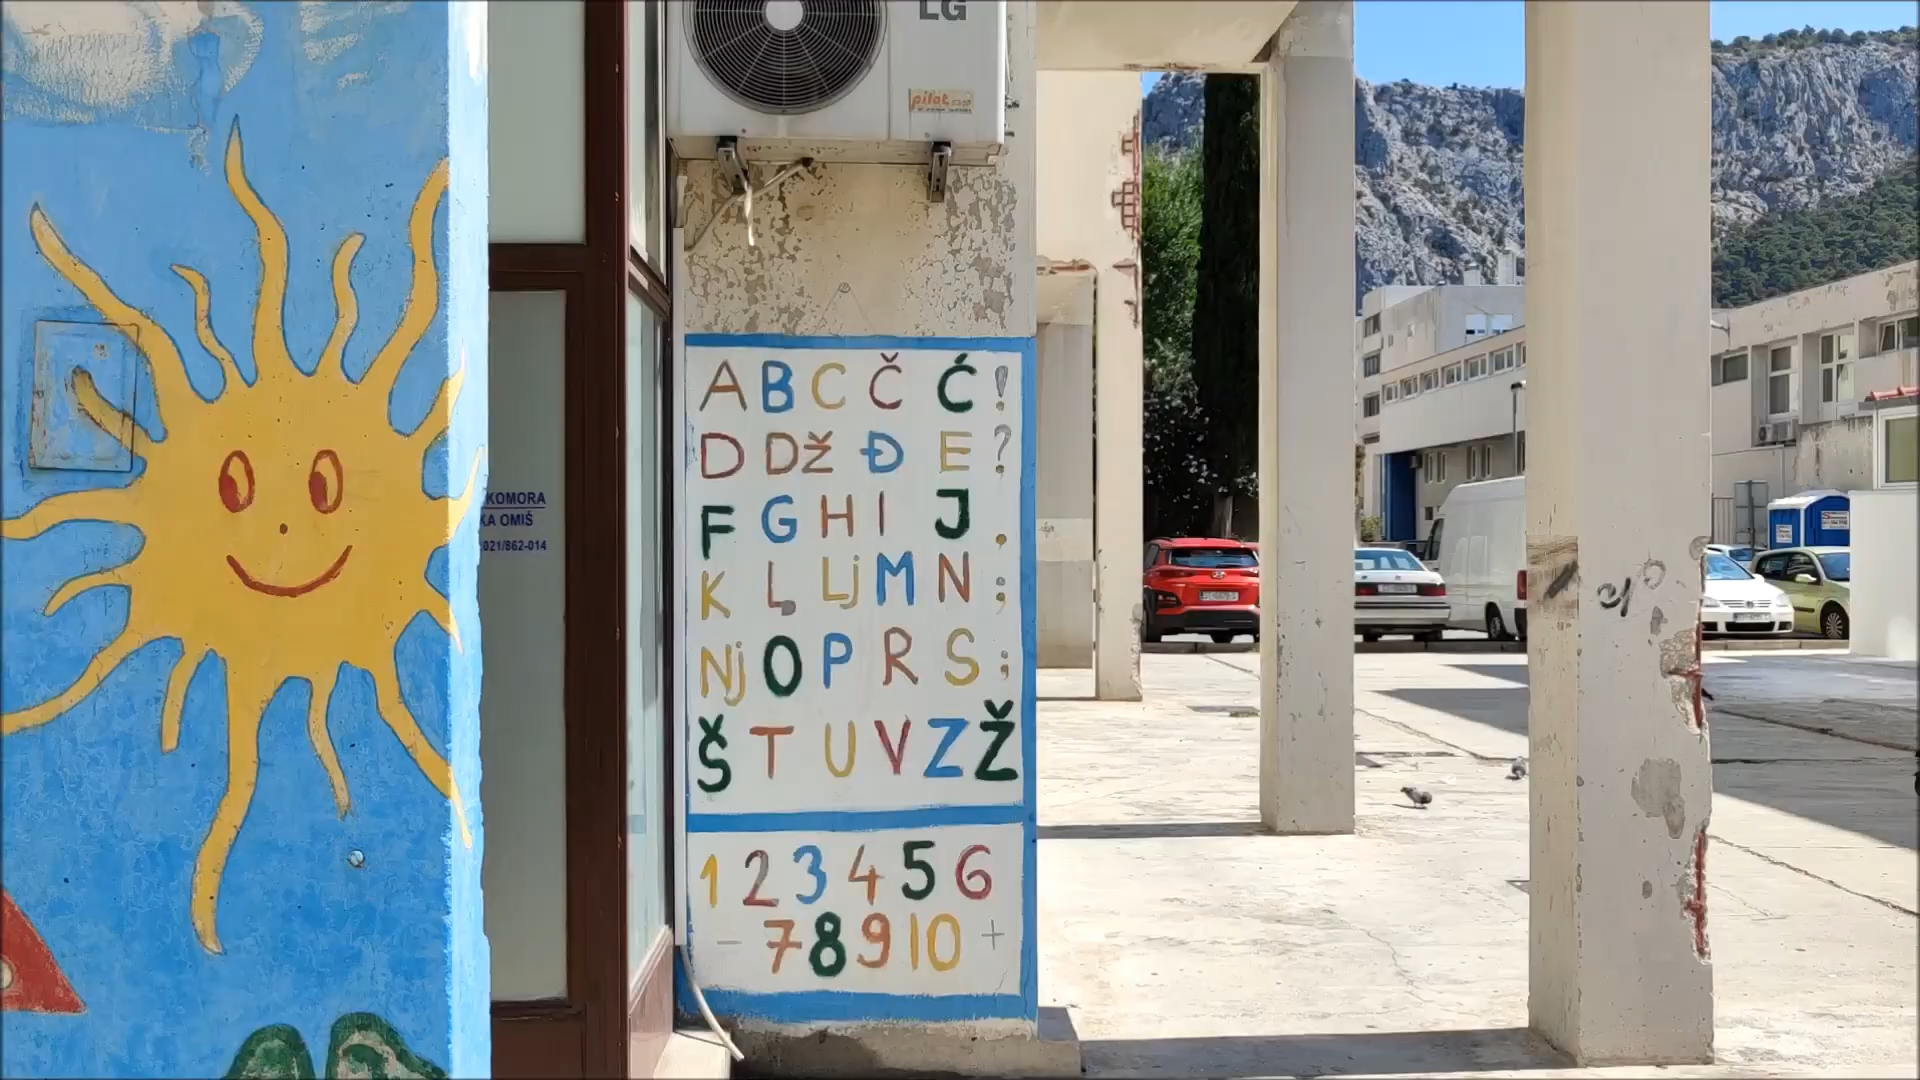 LG
pilot
KOMORA
KA OMIŠ
021/862-014
A B C Č Ć !
D DŽ Đ E ?
F G H I J .
K L Lj M N ;
Nj O P R S ;
Š T U V Z Ž
1 2 3 4 5 6
- 7 8 9 10 +